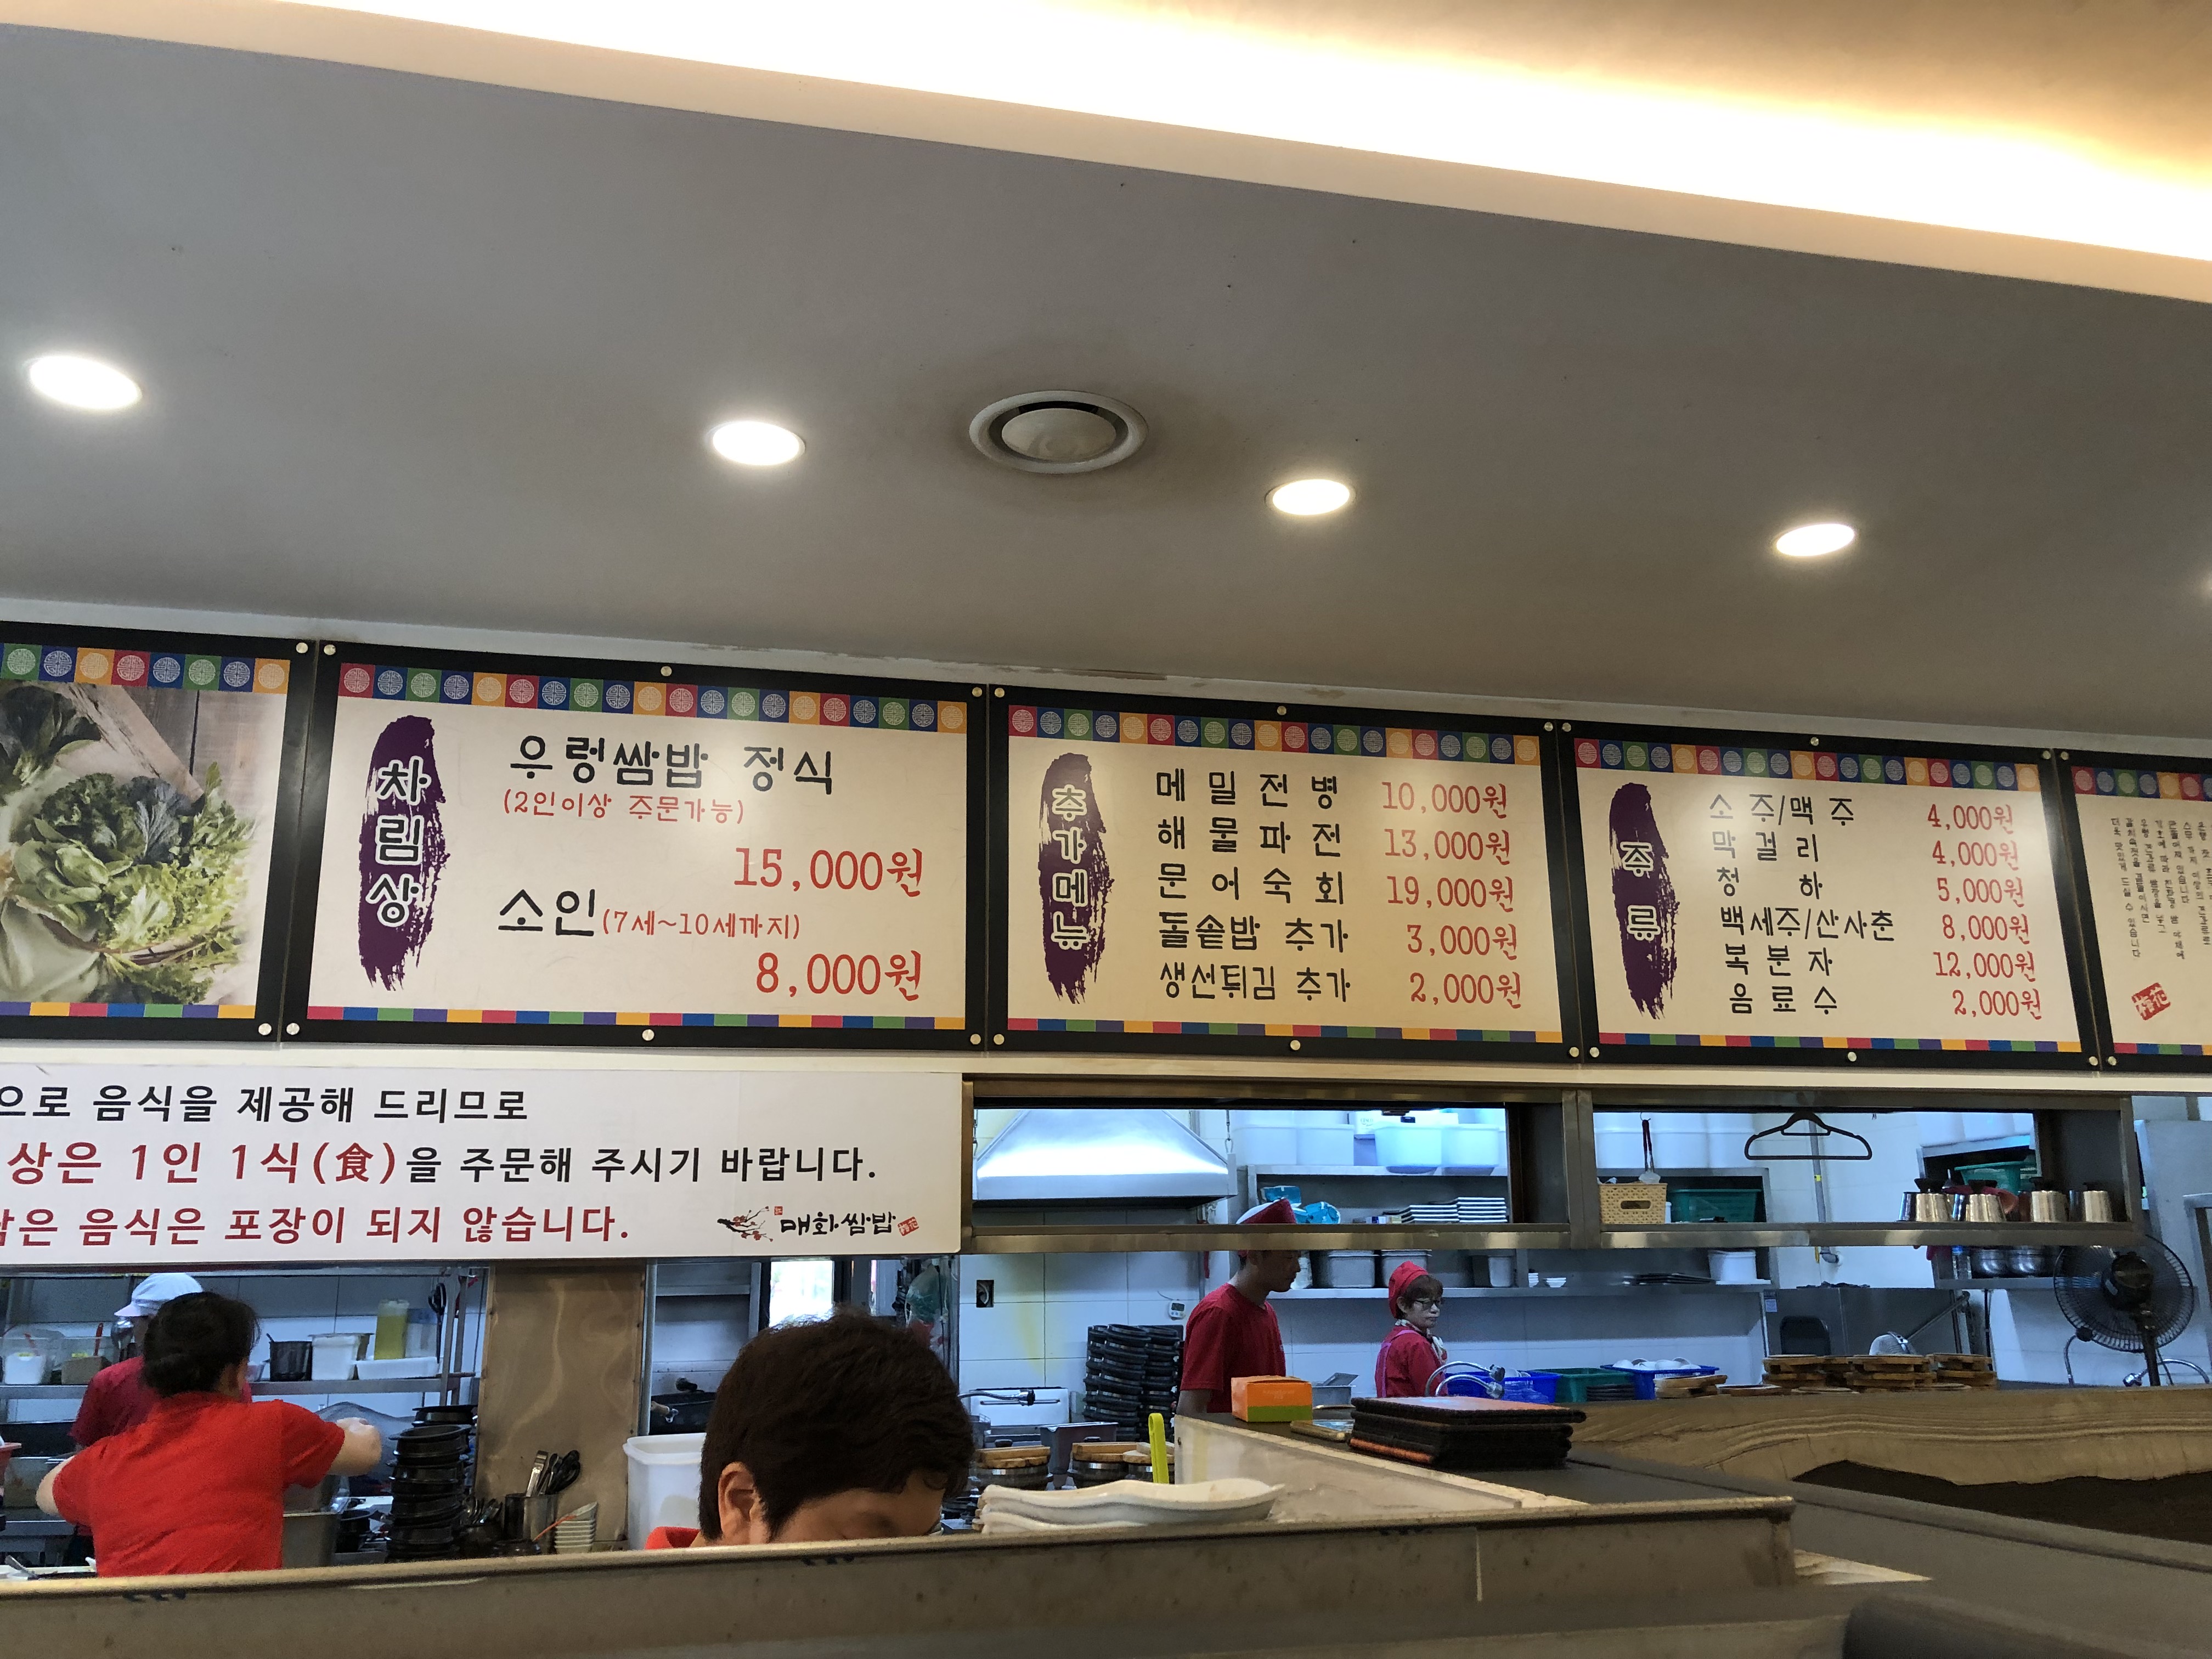 차림상
우렁쌈밥 정식
(2인이상 주문가능)
15,000원
소인(7세~10세까지)
8,000원
추가메뉴
메밀전병 10,000원
해물파전 13,000원
문어숙회 19,000원
돌솥밥 추가 3,000원
생선튀김 추가 2,000원
주류
소주/맥주 4,000원
막걸리 4,000원
청하 5,000원
백세주/산사춘 8,000원
복분자 12,000원
음료수 2,000원
으로 음식을 제공해 드리므로
상은 1인 1식(食)을 주문해 주시기 바랍니다.
음식은 포장이 되지 않습니다.
매화쌈밥